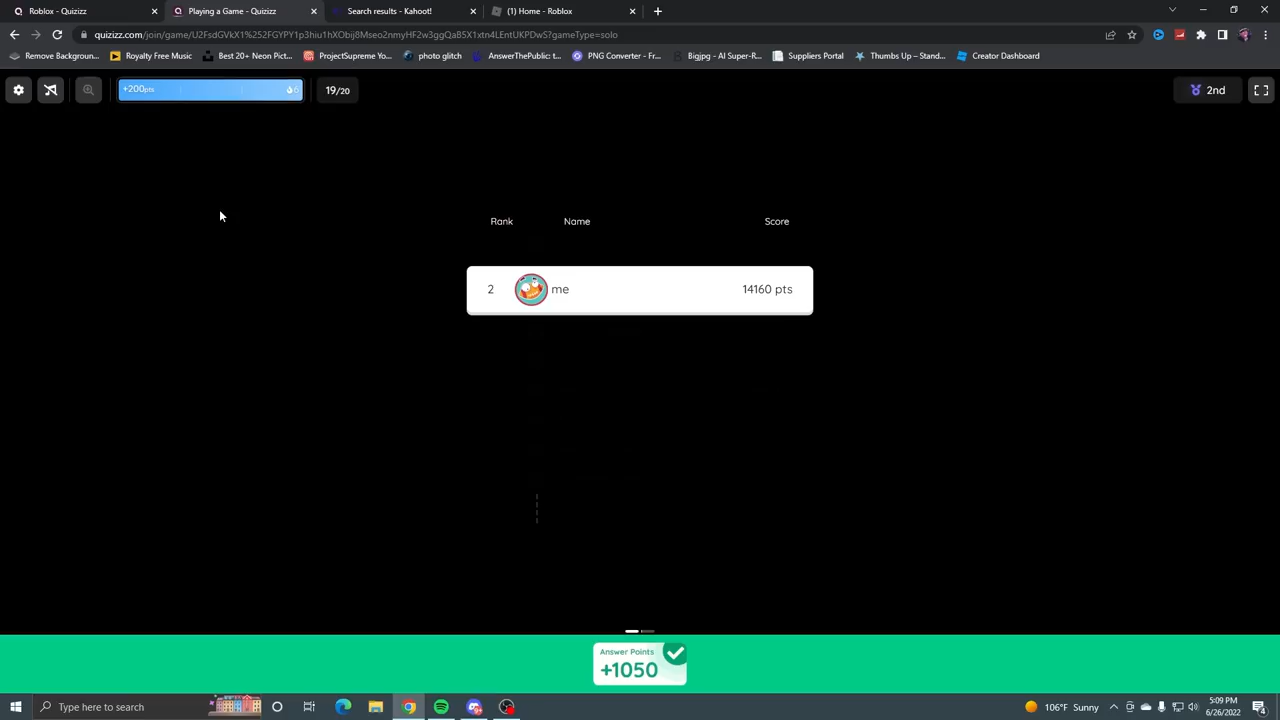 Roblox - Quizizz
Playing a Game - Quizizz
Search results - Kahoot!
(1) Home - Roblox
quizizz.com/join/game/U2FsdGVkX1%252FGYPY1p3hiu1hXObij8Mseo2nmyHF2w3ggQaB5X1xtn4LEntUKPDwS?gameType=solo
Remove Backgroun...
Royalty Free Music
Best 20+ Neon Pict...
ProjectSupreme Yo...
photo glitch
AnswerThePublic: t...
PNG Converter - Fr...
Bigjpg - AI Super-R...
Suppliers Portal
Thumbs Up – Stand...
Creator Dashboard
+200pts
6
19/20
2nd
Rank Name Score
2 me 14160 pts
Answer Points
+1050
Type here to search
106°F Sunny
5:09 PM
6/26/2022
4